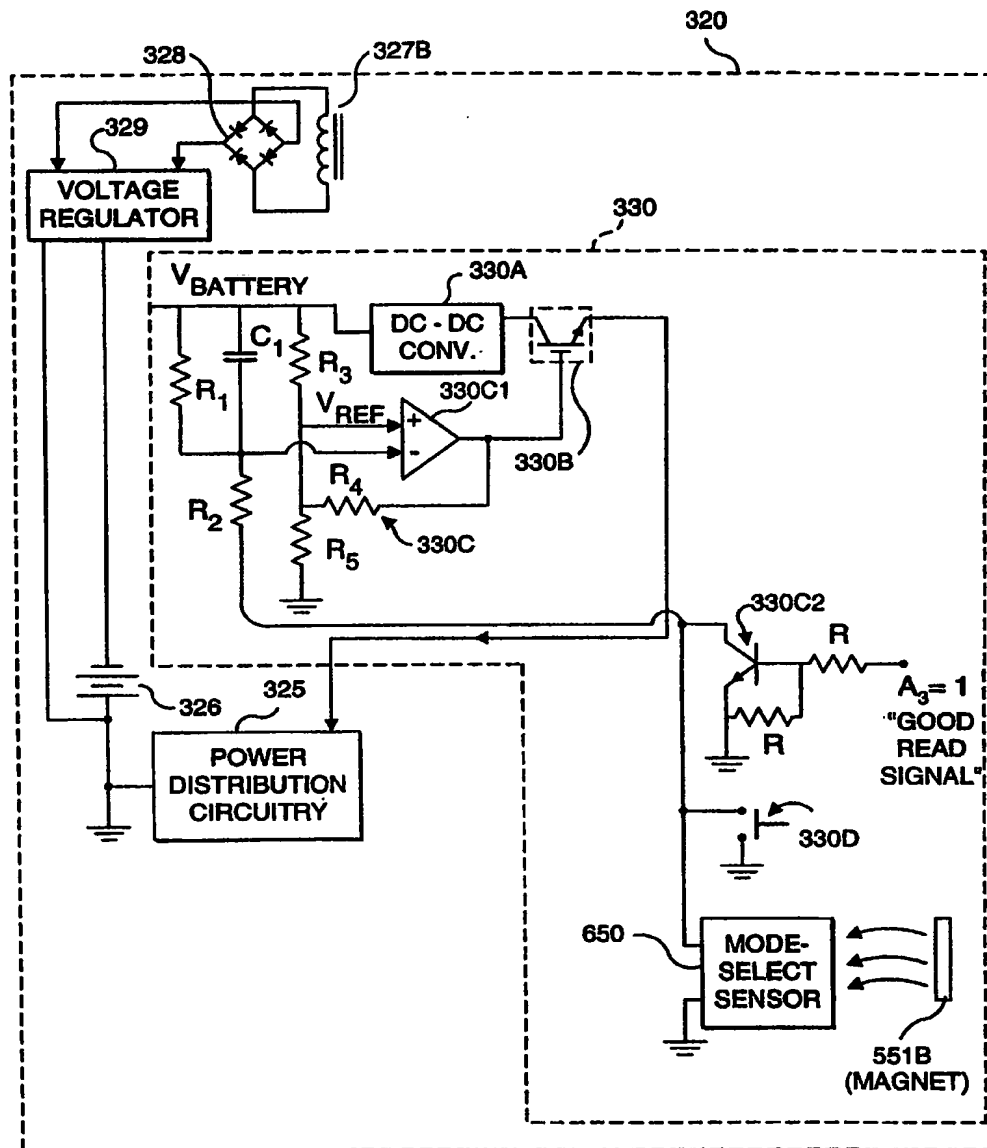 320
328
327B
329
VOLTAGE
REGULATOR
330
V_BATTERY
330A
DC - DC
CONV.
C₁
R₃
R₁
330C1
V_REF
+
-
330B
R₄
R₂
330C
R₅
330C2
R
A₃= 1
"GOOD
READ
SIGNAL"
R
326
325
POWER
DISTRIBUTION
CIRCUITRY
330D
650
MODE-
SELECT
SENSOR
551B
(MAGNET)